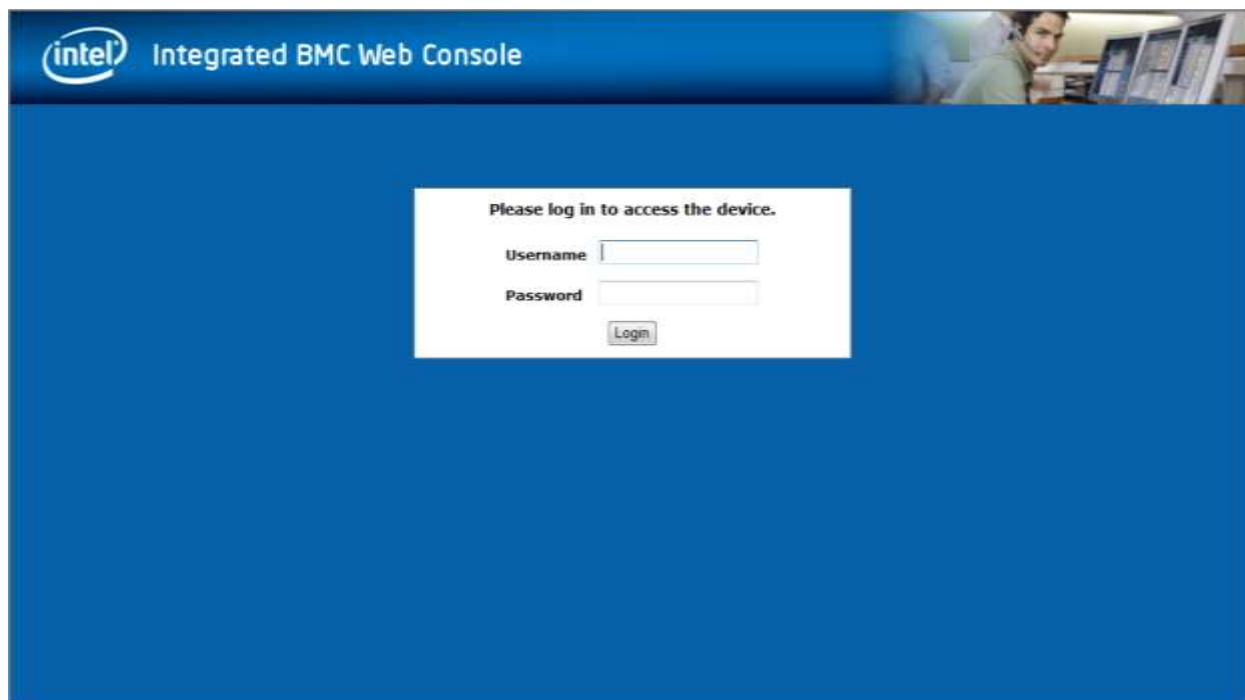 intel Integrated BMC Web Console
Please log in to access the device.
Username
Password
Login